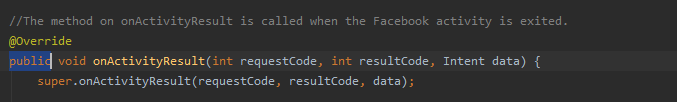 //The method on onActivityResult is called when the Facebook activity is exited.
@Override
public void onActivityResult(int requestCode, int resultCode, Intent data) {
super.onActivityResult(requestCode, resultCode, data);